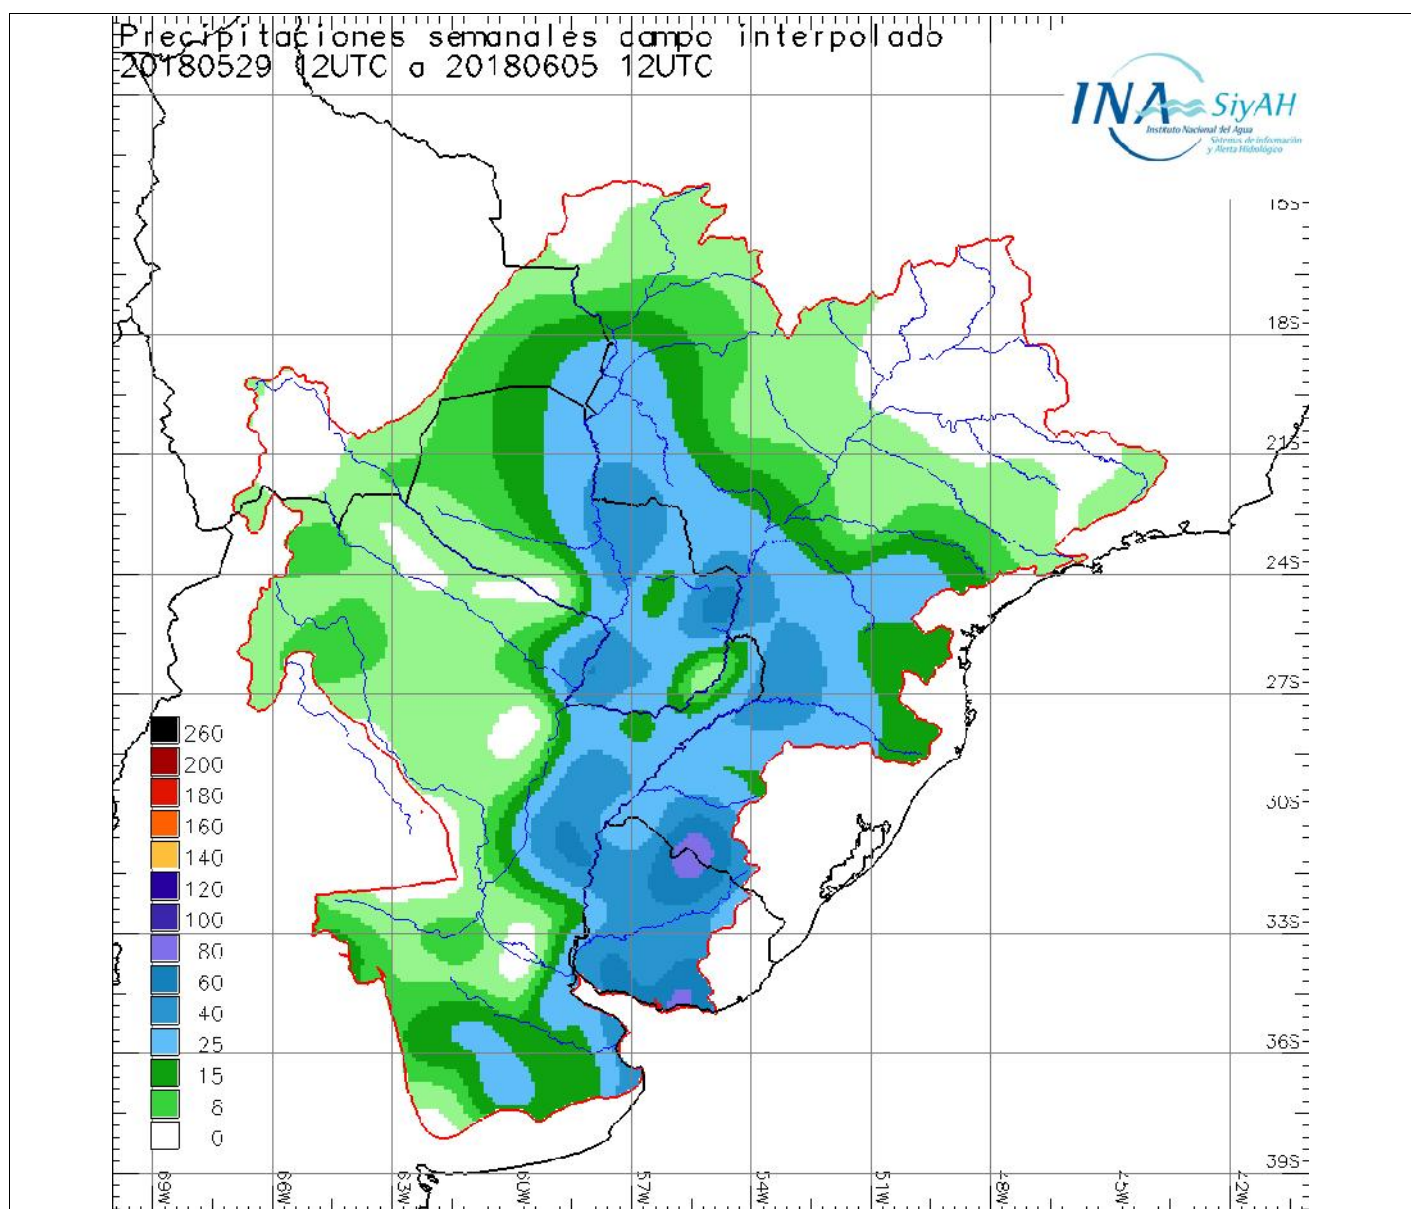 Precipitaciones semanales campo interpolado
20180529 12UTC a 20180605 12UTC
INA SiyAH
Instituto Nacional del Agua
Sistemas de información
y Alerta Hidrológico
15S
18S
21S
24S
27S
30S
33S
36S
39S
260
200
180
160
140
120
100
80
60
40
25
15
8
0
69W
66W
63W
60W
57W
54W
51W
48W
45W
42W